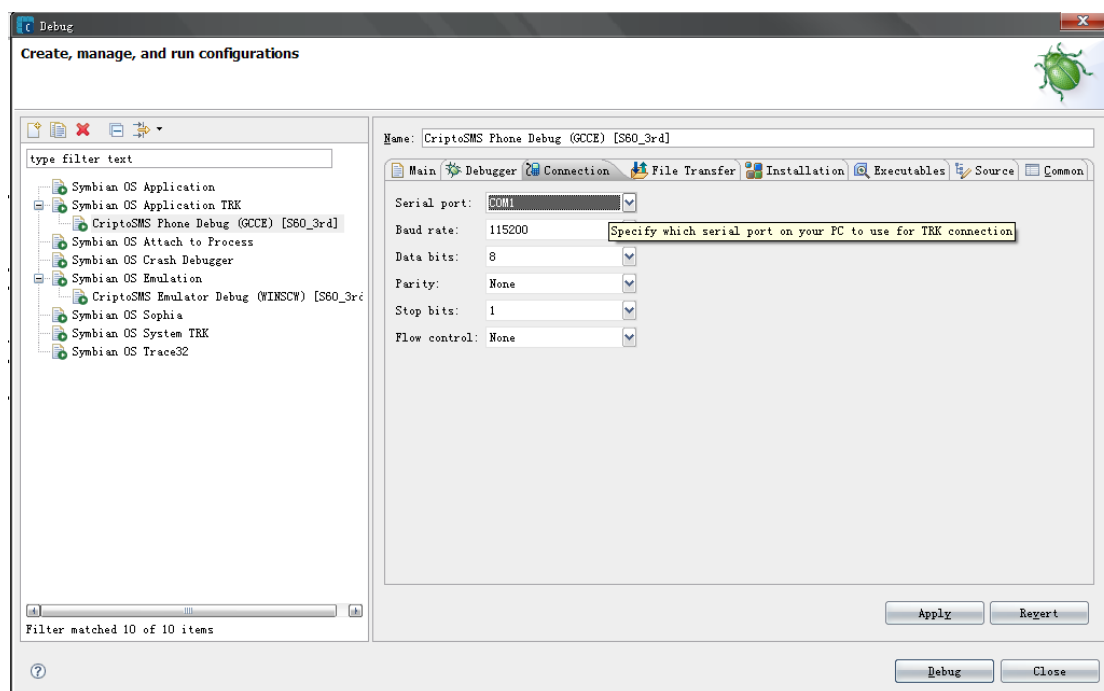 Debug
Create, manage, and run configurations
type filter text
Symbian OS Application
Symbian OS Application TRK
CriptoSMS Phone Debug (GCCE) [S60_3rd]
Symbian OS Attach to Process
Symbian OS Crash Debugger
Symbian OS Emulation
CriptoSMS Emulator Debug (WINSCW) [S60_3rd
Symbian OS Sophia
Symbian OS System TRK
Symbian OS Trace32
Filter matched 10 of 10 items
Name: CriptoSMS Phone Debug (GCCE) [S60_3rd]
Main Debugger Connection File Transfer Installation Executables Source Common
Serial port: COM1
Baud rate: 115200
Specify which serial port on your PC to use for TRK connection
Data bits: 8
Parity: None
Stop bits: 1
Flow control: None
Apply Revert
Debug Close